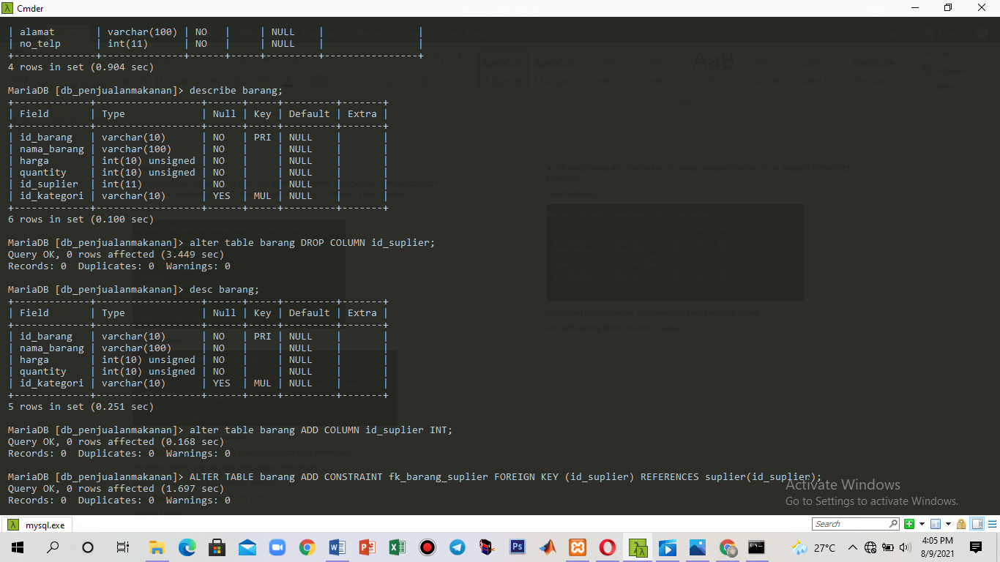 Cmder
| alamat       | varchar(100) | NO  |     | NULL    |                |
| no_telp      | int(11)      | NO  |     | NULL    |                |
+--------------+--------------+-----+-----+---------+----------------+
4 rows in set (0.904 sec)
MariaDB [db_penjualanmakanan]> describe barang;
+-------------+------------------+------+-----+---------+-------+
| Field       | Type             | Null | Key | Default | Extra |
+-------------+------------------+------+-----+---------+-------+
| id_barang   | varchar(10)      | NO   | PRI | NULL    |       |
| nama_barang | varchar(100)     | NO   |     | NULL    |       |
| harga       | int(10) unsigned | NO   |     | NULL    |       |
| quantity    | int(10) unsigned | NO   |     | NULL    |       |
| id_suplier  | int(11)          | NO   |     | NULL    |       |
| id_kategori | varchar(10)      | YES  | MUL | NULL    |       |
+-------------+------------------+------+-----+---------+-------+
6 rows in set (0.100 sec)
MariaDB [db_penjualanmakanan]> alter table barang DROP COLUMN id_suplier;
Query OK, 0 rows affected (3.449 sec)
Records: 0  Duplicates: 0  Warnings: 0
MariaDB [db_penjualanmakanan]> desc barang;
+-------------+------------------+------+-----+---------+-------+
| Field       | Type             | Null | Key | Default | Extra |
+-------------+------------------+------+-----+---------+-------+
| id_barang   | varchar(10)      | NO   | PRI | NULL    |       |
| nama_barang | varchar(100)     | NO   |     | NULL    |       |
| harga       | int(10) unsigned | NO   |     | NULL    |       |
| quantity    | int(10) unsigned | NO   |     | NULL    |       |
| id_kategori | varchar(10)      | YES  | MUL | NULL    |       |
+-------------+------------------+------+-----+---------+-------+
5 rows in set (0.251 sec)
MariaDB [db_penjualanmakanan]> alter table barang ADD COLUMN id_suplier INT;
Query OK, 0 rows affected (0.168 sec)
Records: 0  Duplicates: 0  Warnings: 0
MariaDB [db_penjualanmakanan]> ALTER TABLE barang ADD CONSTRAINT fk_barang_suplier FOREIGN KEY (id_suplier) REFERENCES suplier(id_suplier);
Query OK, 0 rows affected (1.697 sec)
Records: 0  Duplicates: 0  Warnings: 0
Activate Windows
Go to Settings to activate Windows.
mysql.exe
Search
27°C
4:05 PM
8/9/2021